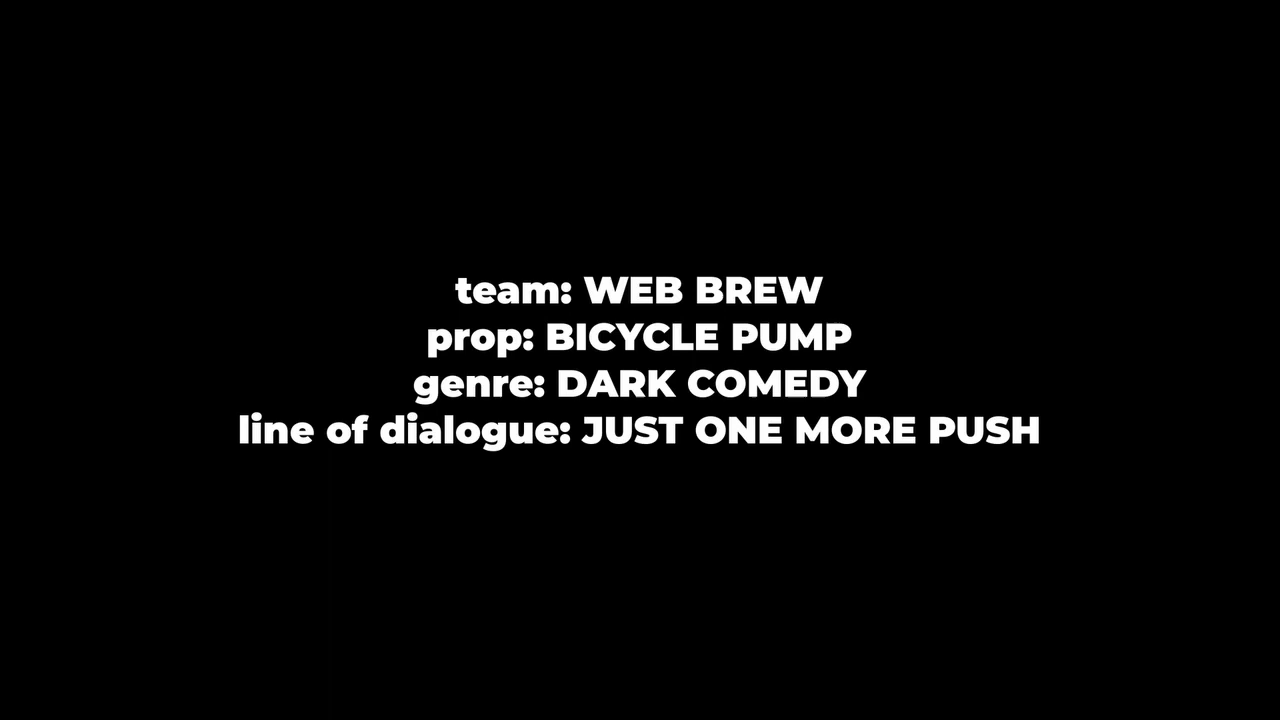 team: WEB BREW
prop: BICYCLE PUMP
genre: DARK COMEDY
line of dialogue: JUST ONE MORE PUSH